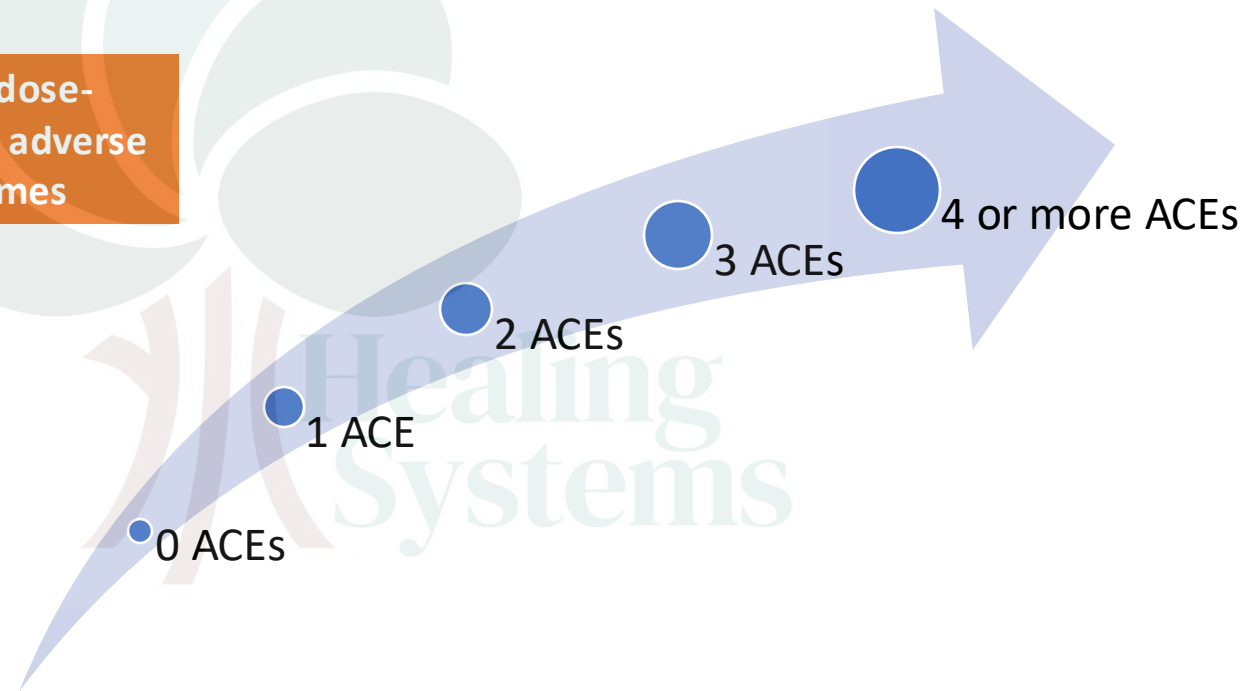 dose-
adverse
mes
4 or more ACEs
3 ACEs
2 ACEs
1 ACE
0 ACEs
Healing
Systems